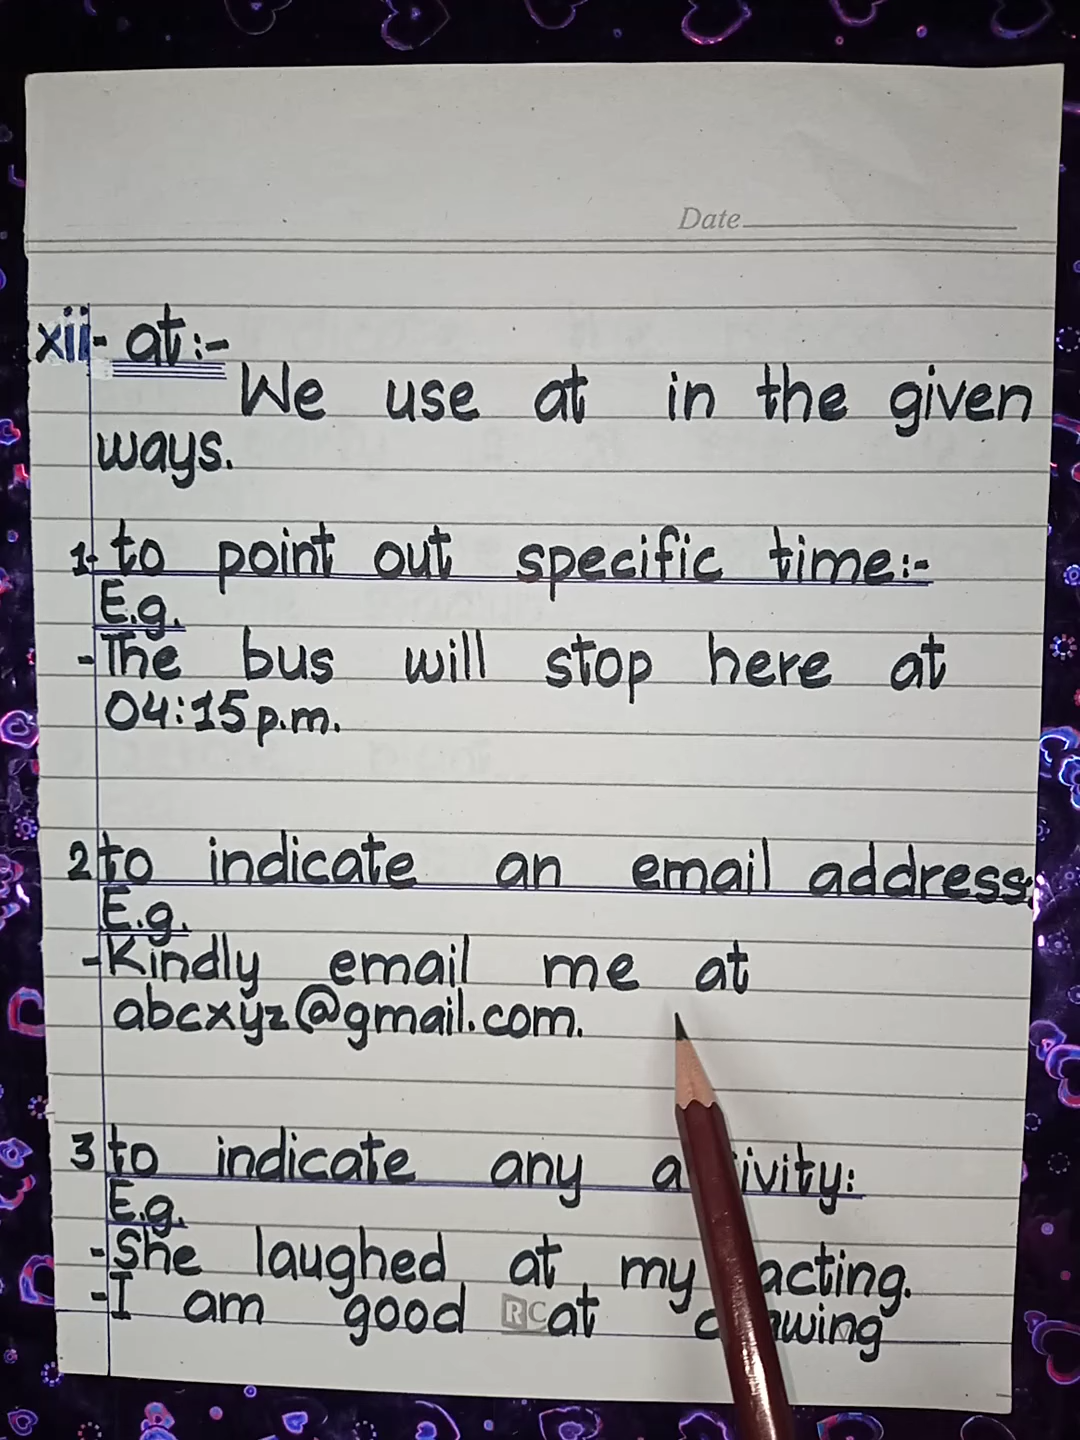 Date
xii- at:-
We use at in the given
ways.
1- to point out specific time:-
E.g.
-The bus will stop here at
04:15p.m.
2 to indicate an email address:
E.g.
-Kindly email me at
abcxyz@gmail.com.
3 to indicate any
E.g.
-She laughed at my acting.
-I am good at
RC